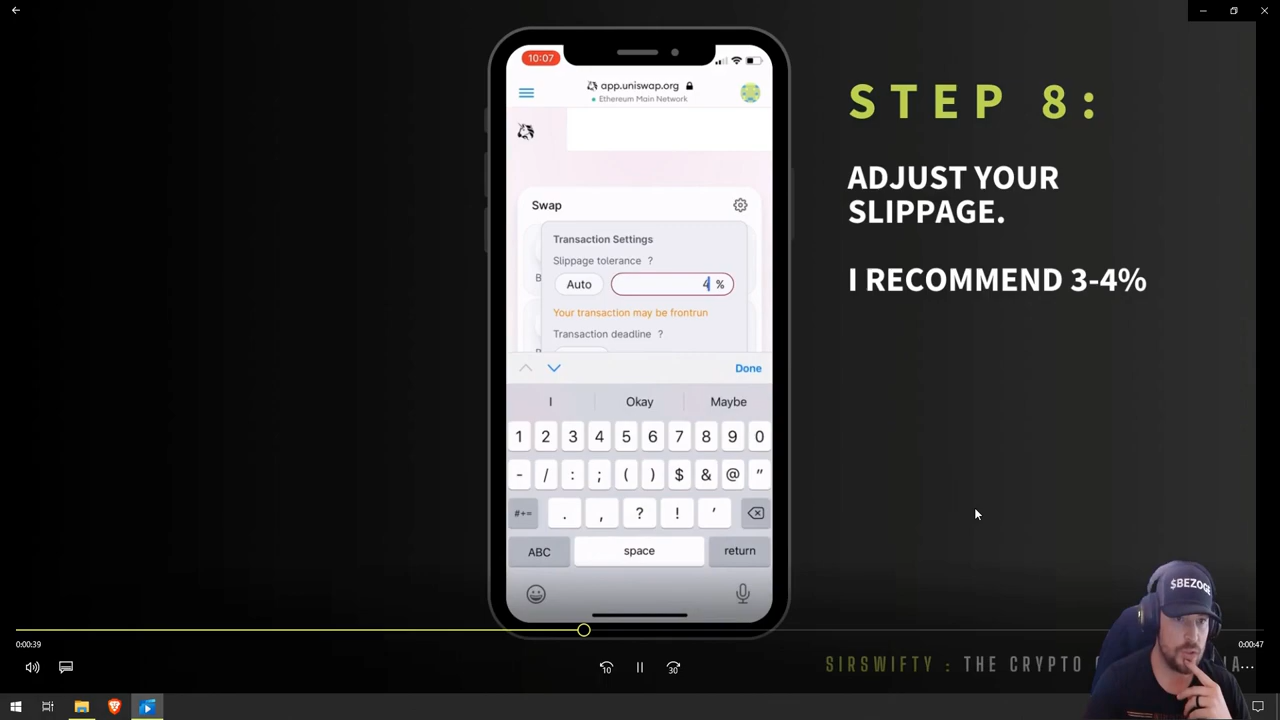 10:07
app.uniswap.org
Ethereum Main Network
STEP 8:
ADJUST YOUR
SLIPPAGE.
I RECOMMEND 3-4%
Swap
Transaction Settings
Slippage tolerance ?
Auto
4 %
Your transaction may be frontrun
Transaction deadline ?
B
B
Done
I Okay Maybe
1 2 3 4 5 6 7 8 9 0
- / : ; ( ) $ & @ "
#+= . , ? ! '
ABC space return
$BEZOGE
0:00:39
0:00:47
10 30
SIRSWIFTY : THE CRYPTO